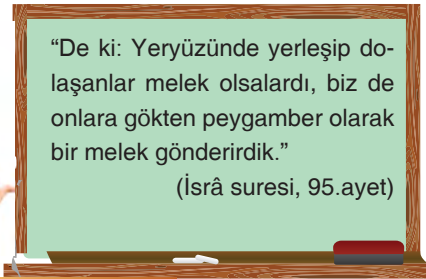 “De ki: Yeryüzünde yerleşip do-
laşanlar melek olsalardı, biz de
onlara gökten peygamber olarak
bir melek gönderirdik.”
(İsrâ suresi, 95.ayet)